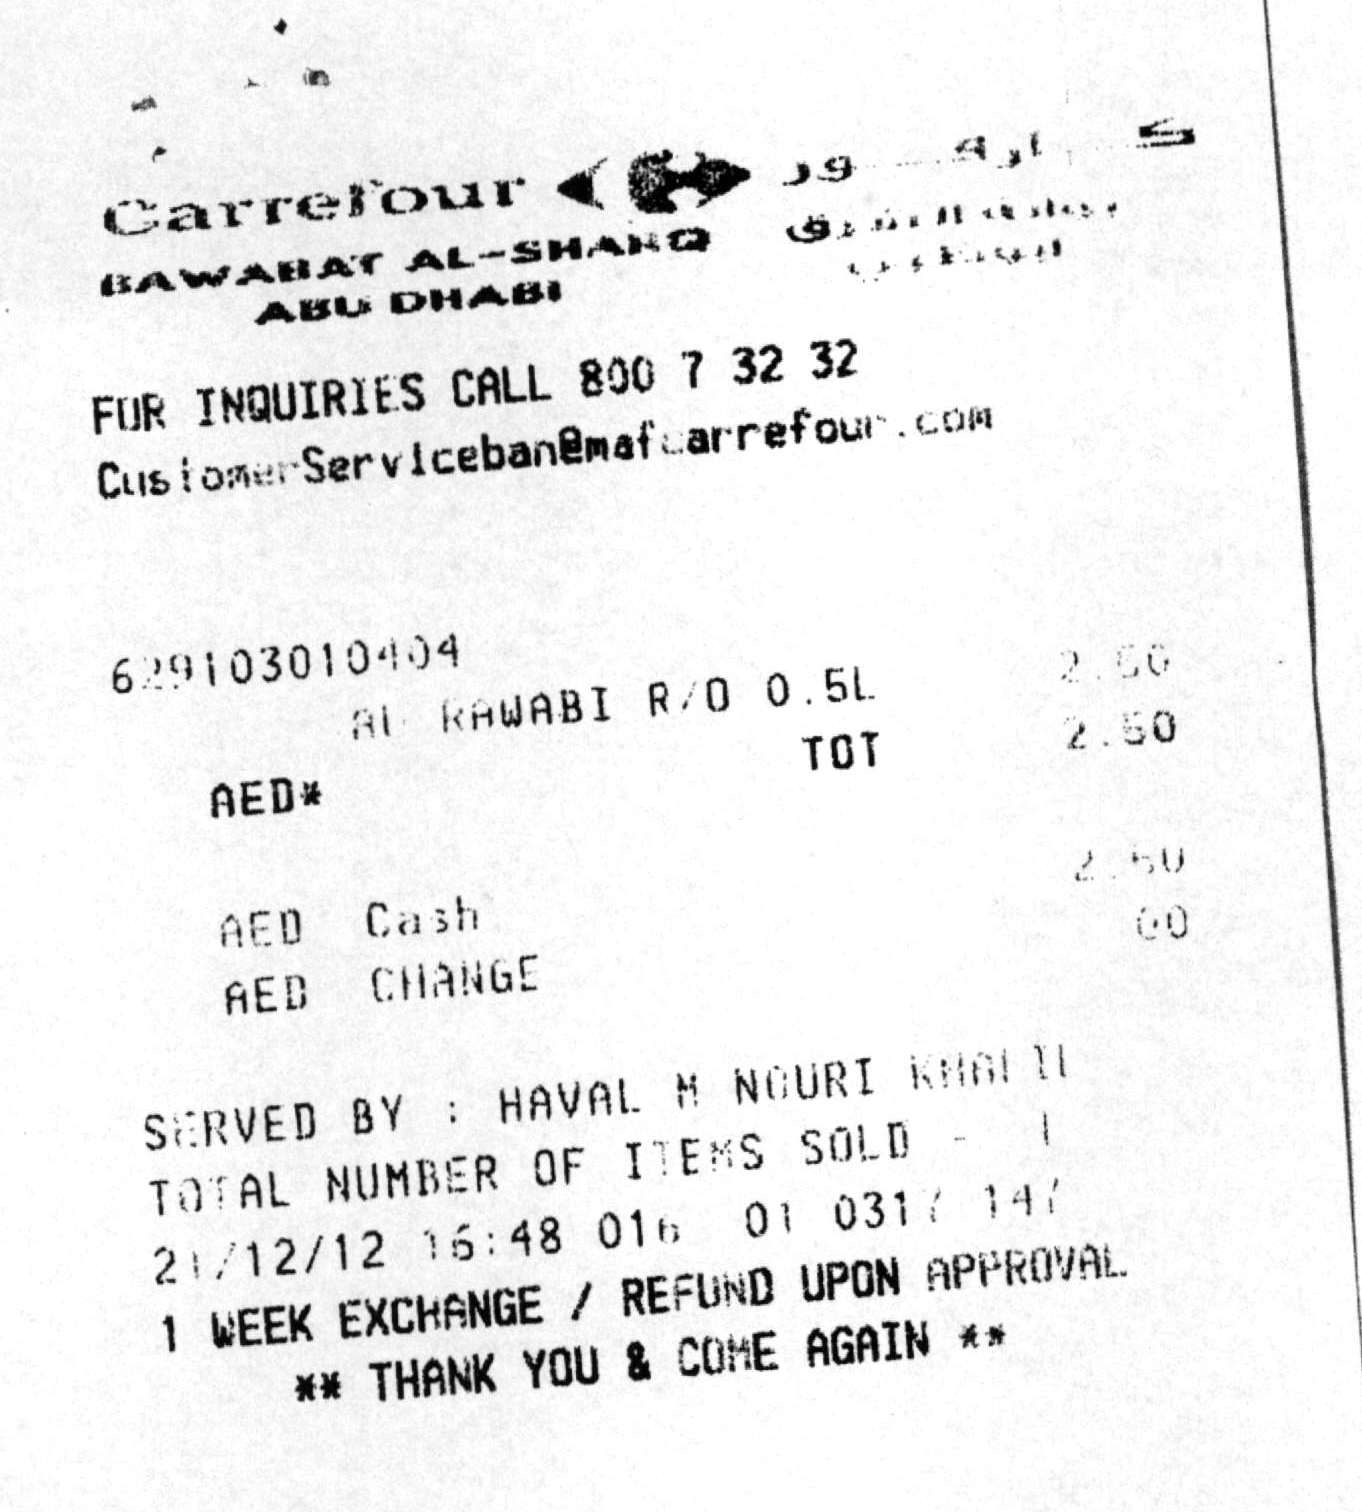 Carrefour
BAWABAT AL-SHARQ
ABU DHABI
FOR INQUIRIES CALL 800 7 32 32
CustomerServiceban@mafcarrefour.com
629103010404
AL RAWABI R/O 0.5L 2.50
AED* TOT 2.50
AED Cash 2.50
AED CHANGE 00
SERVED BY : HAVAL M NOURI KHALIL
TOTAL NUMBER OF ITEMS SOLD - 1
21/12/12 16:48 016 01 0317 147
1 WEEK EXCHANGE / REFUND UPON APPROVAL
** THANK YOU & COME AGAIN **